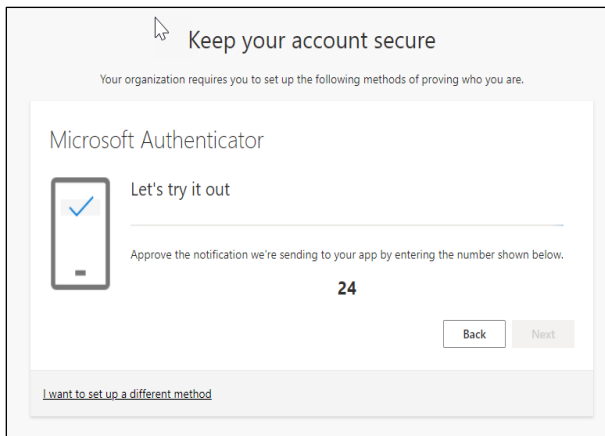 Keep your account secure
Your organization requires you to set up the following methods of proving who you are.
Microsoft Authenticator
Let's try it out
Approve the notification we're sending to your app by entering the number shown below.
24
Back Next
I want to set up a different method